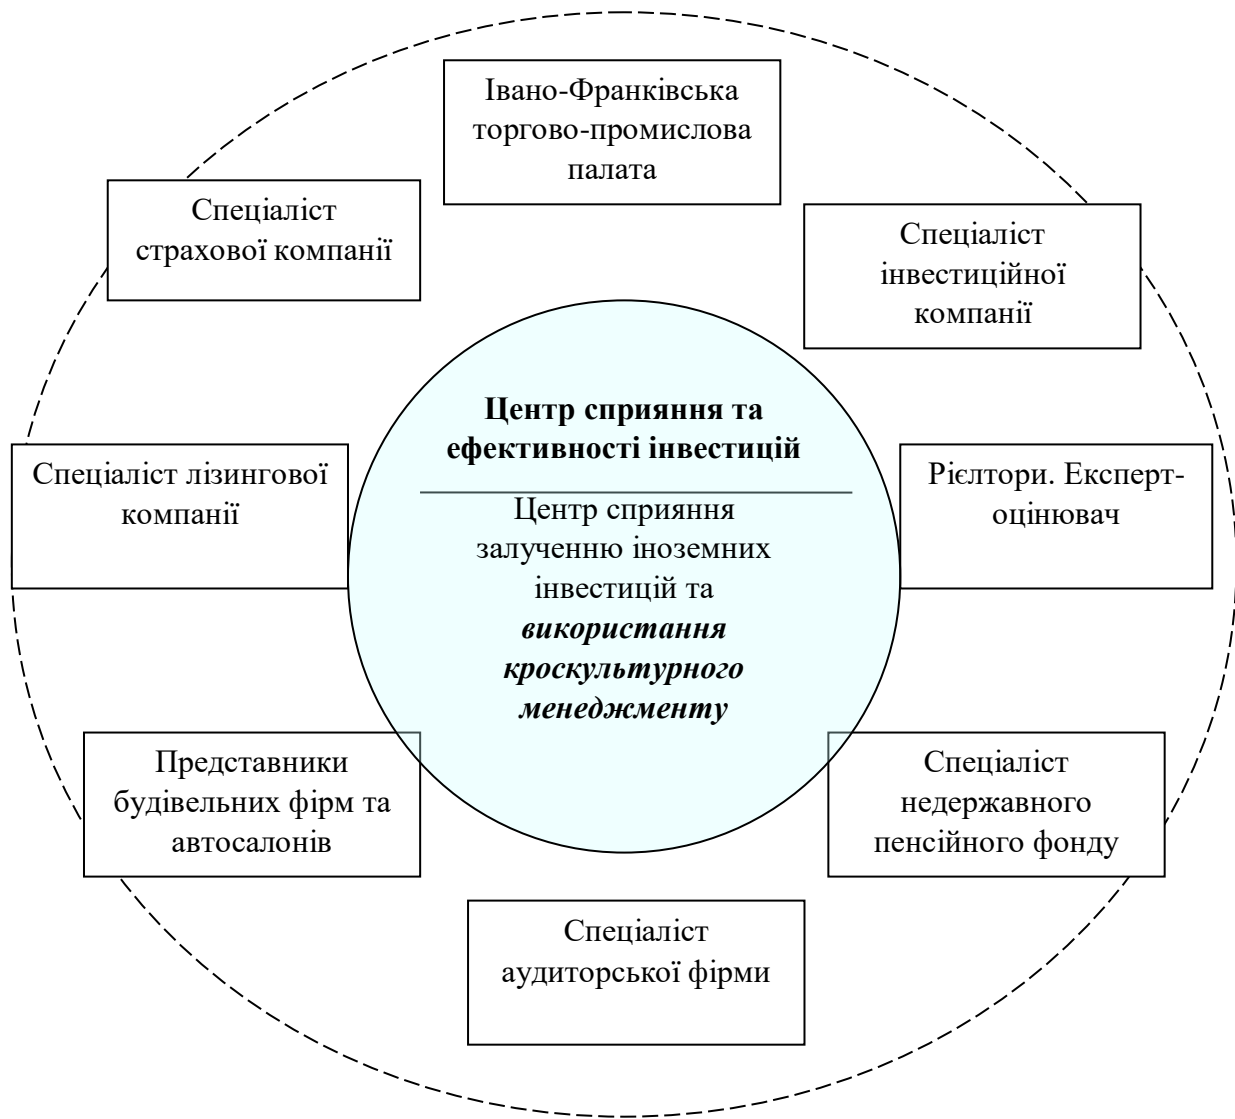 Івано-Франківська
торгово-промислова
палата
Спеціаліст
страхової компанії
Спеціаліст
інвестиційної
компанії
Центр сприяння та
ефективності інвестицій
Центр сприяння
залученню іноземних
інвестицій та
використання
кроскультурного
менеджменту
Спеціаліст лізингової
компанії
Рієлтори. Експерт-
оцінювач
Представники
будівельних фірм та
автосалонів
Спеціаліст
недержавного
пенсійного фонду
Спеціаліст
аудиторської фірми